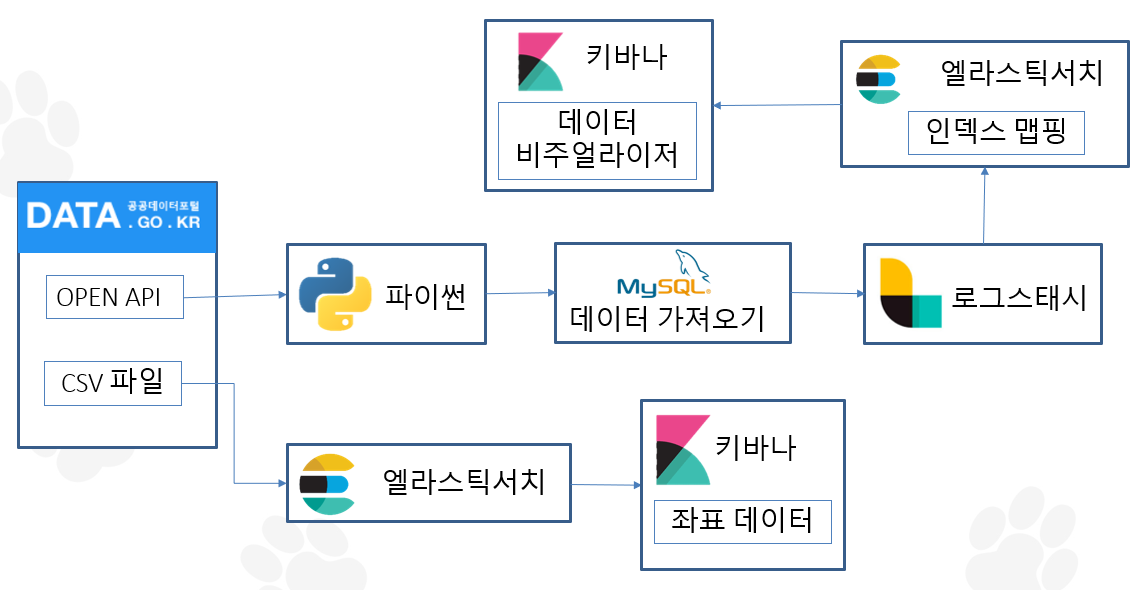 키바나
데이터
비주얼라이저
엘라스틱서치
인덱스 맵핑
DATA 공공데이터포털
. GO . KR
OPEN API
CSV 파일
파이썬
MySQL®
데이터 가져오기
로그스태시
엘라스틱서치
키바나
좌표 데이터